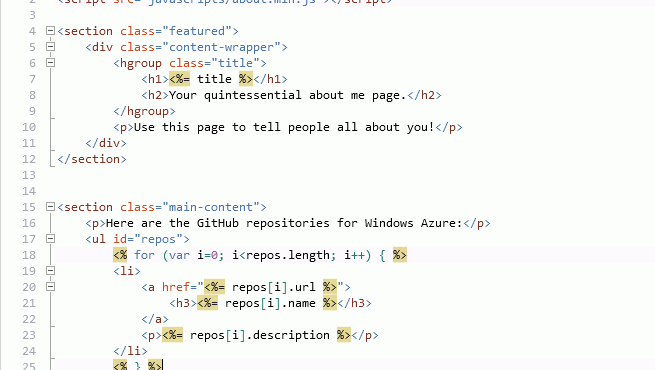 2 <script src="javascripts/about.min.js"></script>
3
4 <section class="featured">
5 <div class="content-wrapper">
6 <hgroup class="title">
7 <h1><%= title %></h1>
8 <h2>Your quintessential about me page.</h2>
9 </hgroup>
10 <p>Use this page to tell people all about you!</p>
11 </div>
12 </section>
13
14
15 <section class="main-content">
16 <p>Here are the GitHub repositories for Windows Azure:</p>
17 <ul id="repos">
18 <% for (var i=0; i<repos.length; i++) { %>
19 <li>
20 <a href="<%= repos[i].url %>">
21 <h3><%= repos[i].name %></h3>
22 </a>
23 <p><%= repos[i].description %></p>
24 </li>
25 <% } %>